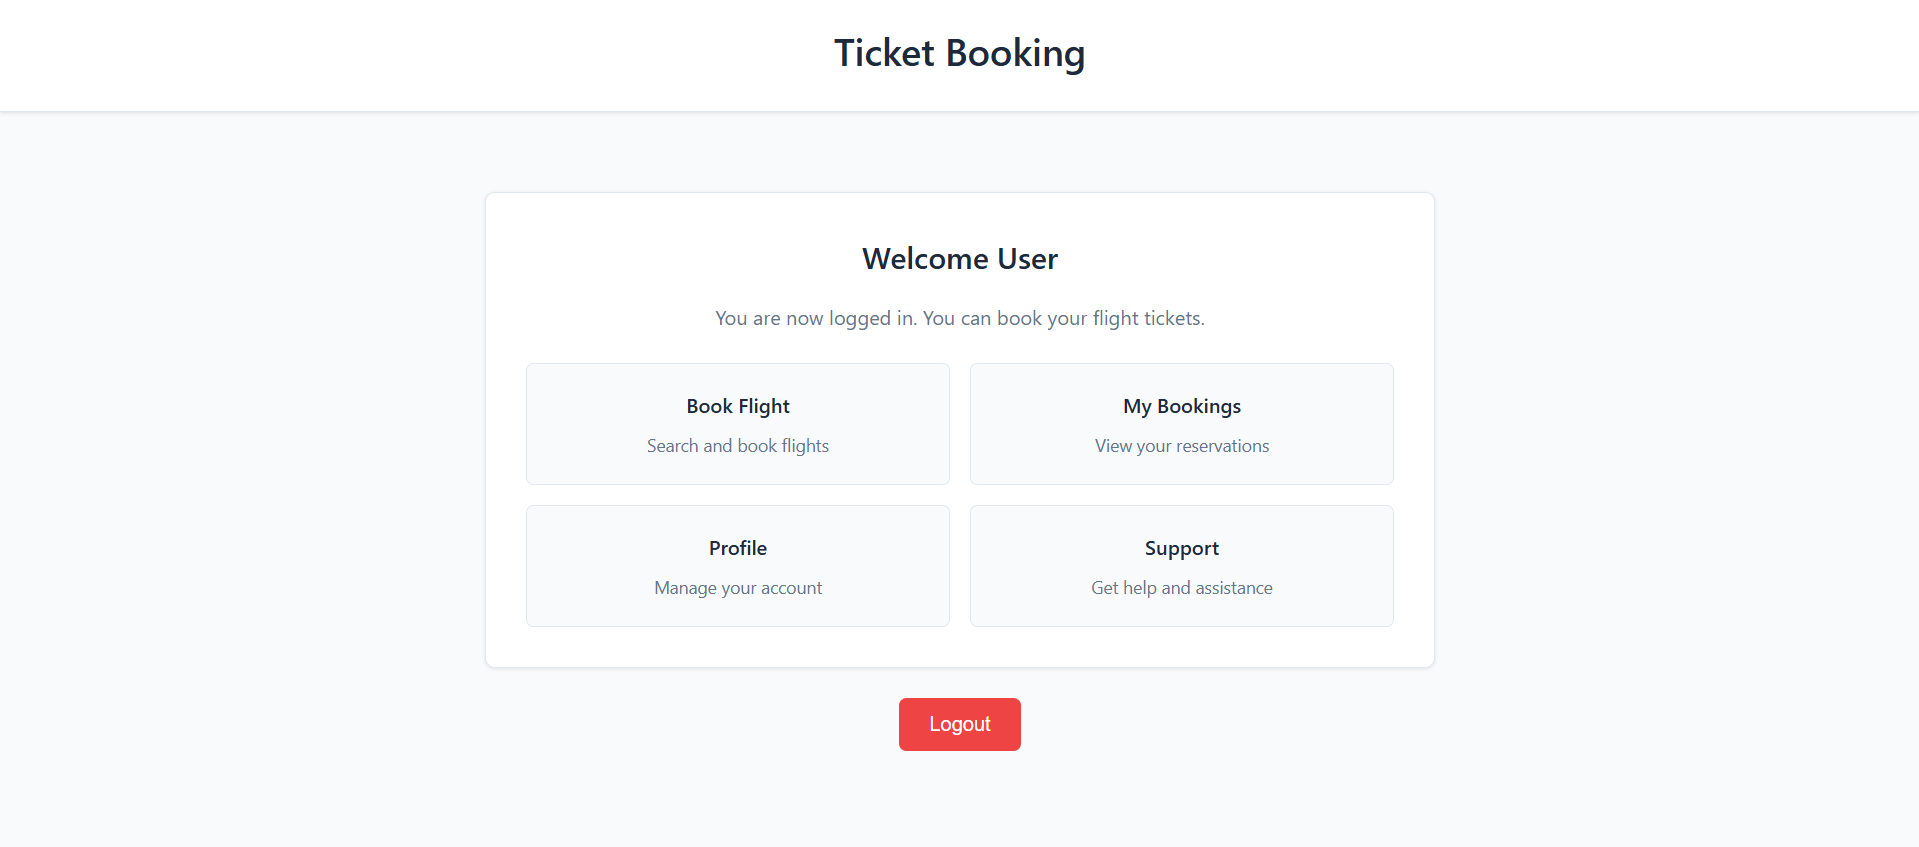 Ticket Booking
Welcome User
You are now logged in. You can book your flight tickets.
Book Flight
Search and book flights
My Bookings
View your reservations
Profile
Manage your account
Support
Get help and assistance
Logout